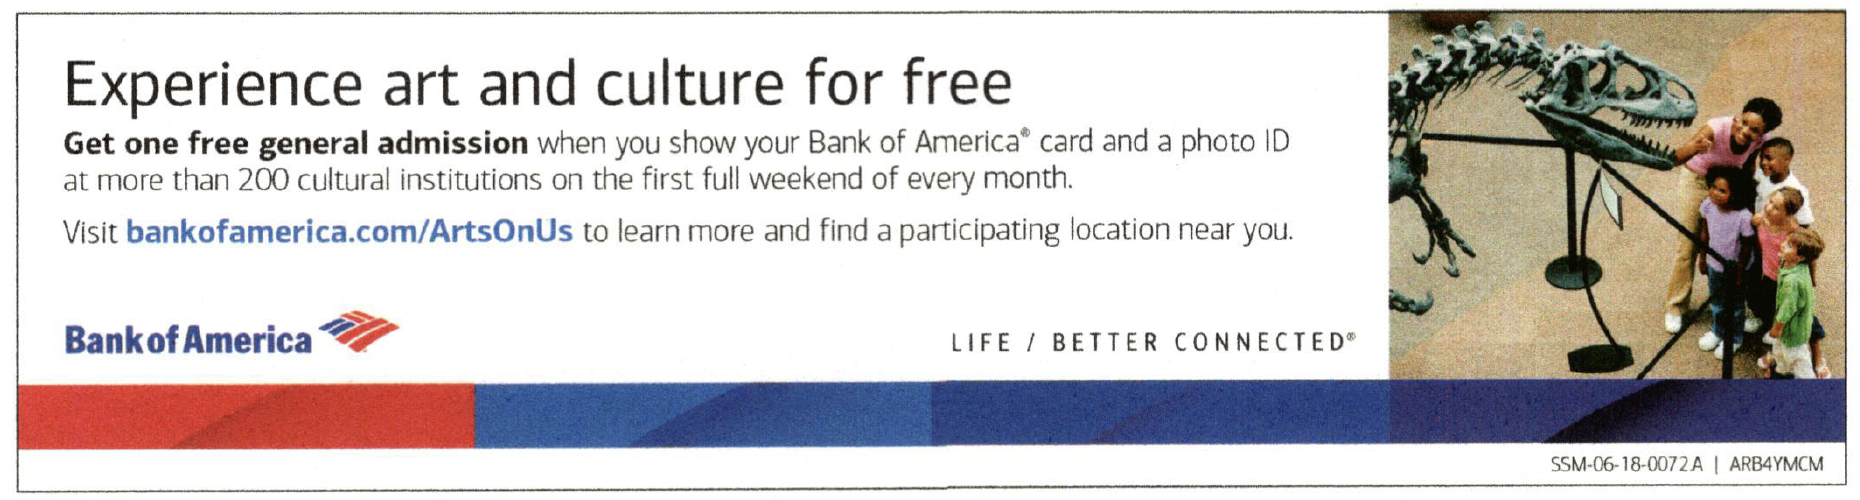 Experience art and culture for free
Get one free general admission when you show your Bank of America® card and a photo ID
at more than 200 cultural institutions on the first full weekend of every month.
Visit bankofamerica.com/ArtsOnUs to learn more and find a participating location near you.
Bank of America
LIFE / BETTER CONNECTED®
SSM-06-18-0072.A | ARB4YMCM